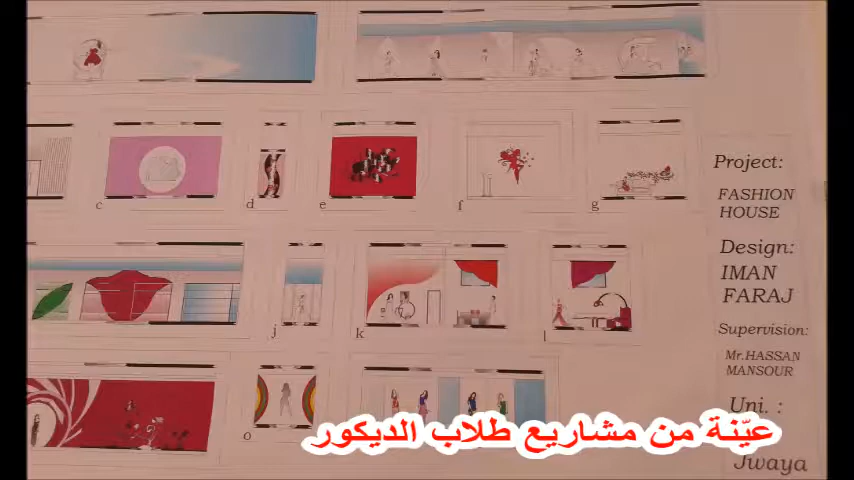 c
d
e
f
g
j
k
l
o
Project:
FASHION
HOUSE
Design:
IMAN
FARAJ
Supervision:
Mr.HASSAN
MANSOUR
Uni. :
Jwaya
عيّنة من مشاريع طلاب الديكور